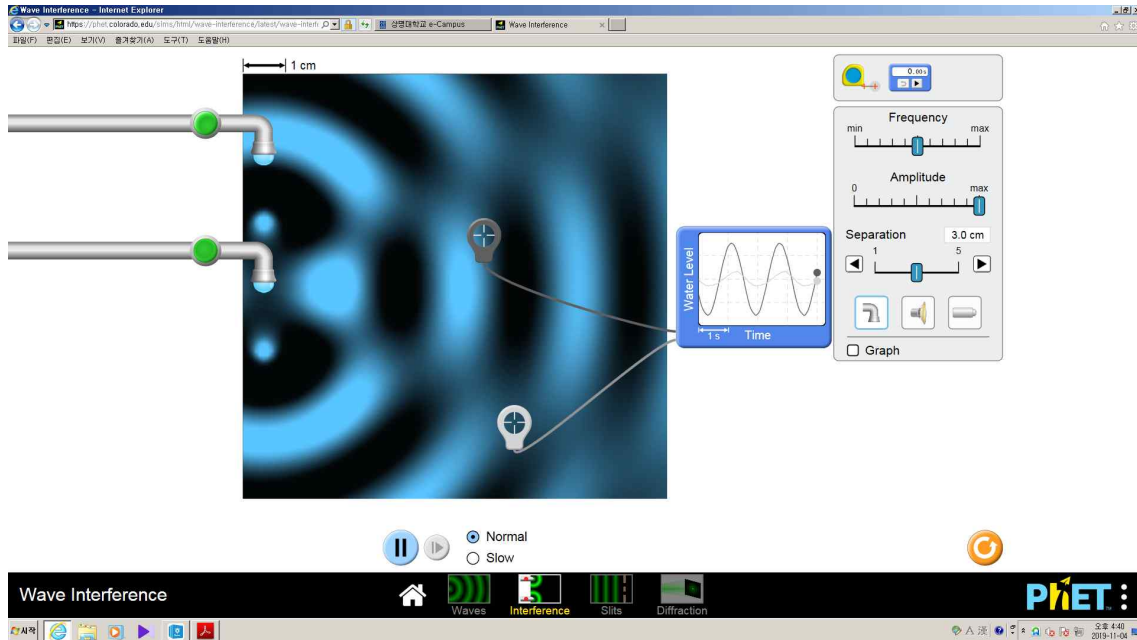 Wave Interference - Internet Explorer
https://phet.colorado.edu/sims/html/wave-interference/latest/wave-interfe
상명대학교 e-Campus
Wave Interference
파일(F) 편집(E) 보기(V) 즐겨찾기(A) 도구(T) 도움말(H)
1 cm
0.00 s
Frequency
min max
Amplitude
0 max
Separation 3.0 cm
1 5
Water Level
1 s Time
Graph
Normal
Slow
Wave Interference
Waves Interference Slits Diffraction
PhET
시작
A 漢
오후 4:40
2019-11-04